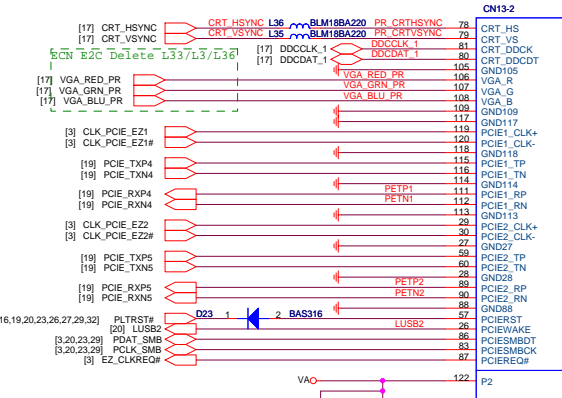 CN13-2
[17] CRT_HSYNC CRT_HSYNC L36 BLM18BA220 PR_CRTHSYNC 78 CRT_HS
[17] CRT_VSYNC CRT_VSYNC L35 BLM18BA220 PR_CRTVSYNC 79 CRT_VS
[17] DDCCLK_1 DDCCLK_1 81 CRT_DDCK
[17] DDCDAT_1 DDCDAT_1 80 CRT_DDCDT
ECN E2C Delete L33/L3/L36
105 GND105
[17] VGA_RED_PR VGA_RED_PR 106 VGA_R
[17] VGA_GRN_PR VGA_GRN_PR 107 VGA_G
[17] VGA_BLU_PR VGA_BLU_PR 108 VGA_B
109 GND109
117 GND117
[3] CLK_PCIE_EZ1 119 PCIE1_CLK+
[3] CLK_PCIE_EZ1# 120 PCIE1_CLK-
118 GND118
[19] PCIE_TXP4 115 PCIE1_TP
[19] PCIE_TXN4 116 PCIE1_TN
114 GND114
[19] PCIE_RXP4 PETP1 111 PCIE1_RP
[19] PCIE_RXN4 PETN1 112 PCIE1_RN
113 GND113
[3] CLK_PCIE_EZ2 29 PCIE2_CLK+
[3] CLK_PCIE_EZ2# 30 PCIE2_CLK-
27 GND27
[19] PCIE_TXP5 59 PCIE2_TP
[19] PCIE_TXN5 60 PCIE2_TN
28 GND28
[19] PCIE_RXP5 PETP2 89 PCIE2_RP
[19] PCIE_RXN5 PETN2 90 PCIE2_RN
88 GND88
16,19,20,23,26,27,29,32] PLTRST# D23 1 2 BAS316 57 PCIERST
[20] LUSB2 LUSB2 26 PCIEWAKE
[3,20,23,29] PDAT_SMB 86 PCIESMBDT
[3,20,23,29] PCLK_SMB 83 PCIESMBCK
[3] EZ_CLKREQ# 87 PCIEREQ#
VA 122 P2